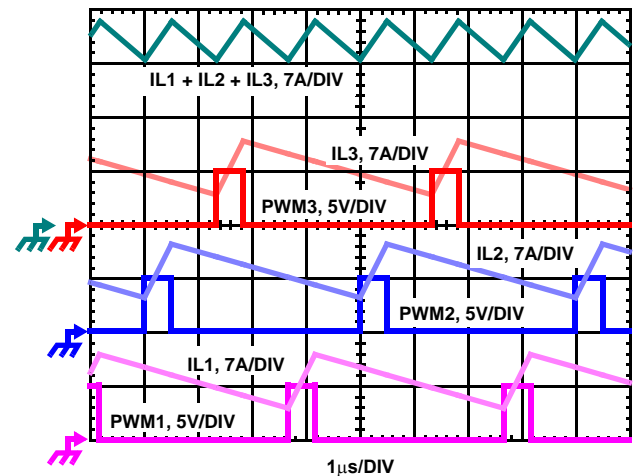 IL1 + IL2 + IL3, 7A/DIV
IL3, 7A/DIV
PWM3, 5V/DIV
IL2, 7A/DIV
PWM2, 5V/DIV
IL1, 7A/DIV
PWM1, 5V/DIV
1μs/DIV